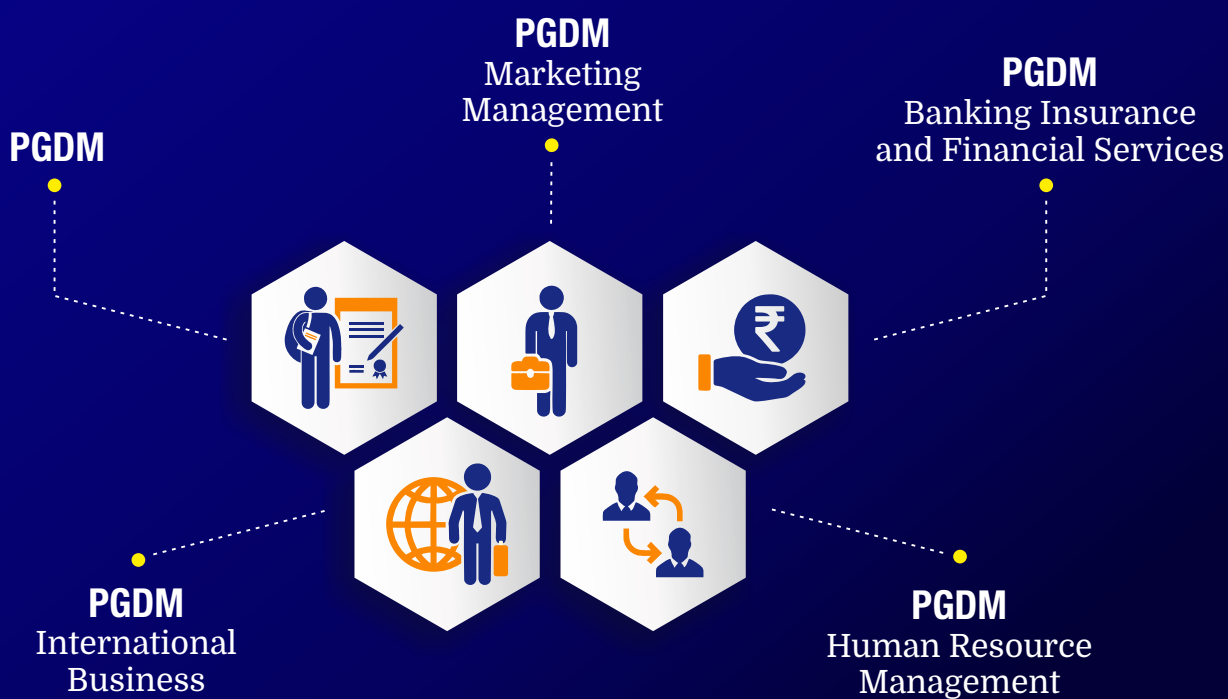 PGDM
PGDM
Marketing
Management
PGDM
Banking Insurance
and Financial Services
₹
PGDM
International
Business
PGDM
Human Resource
Management